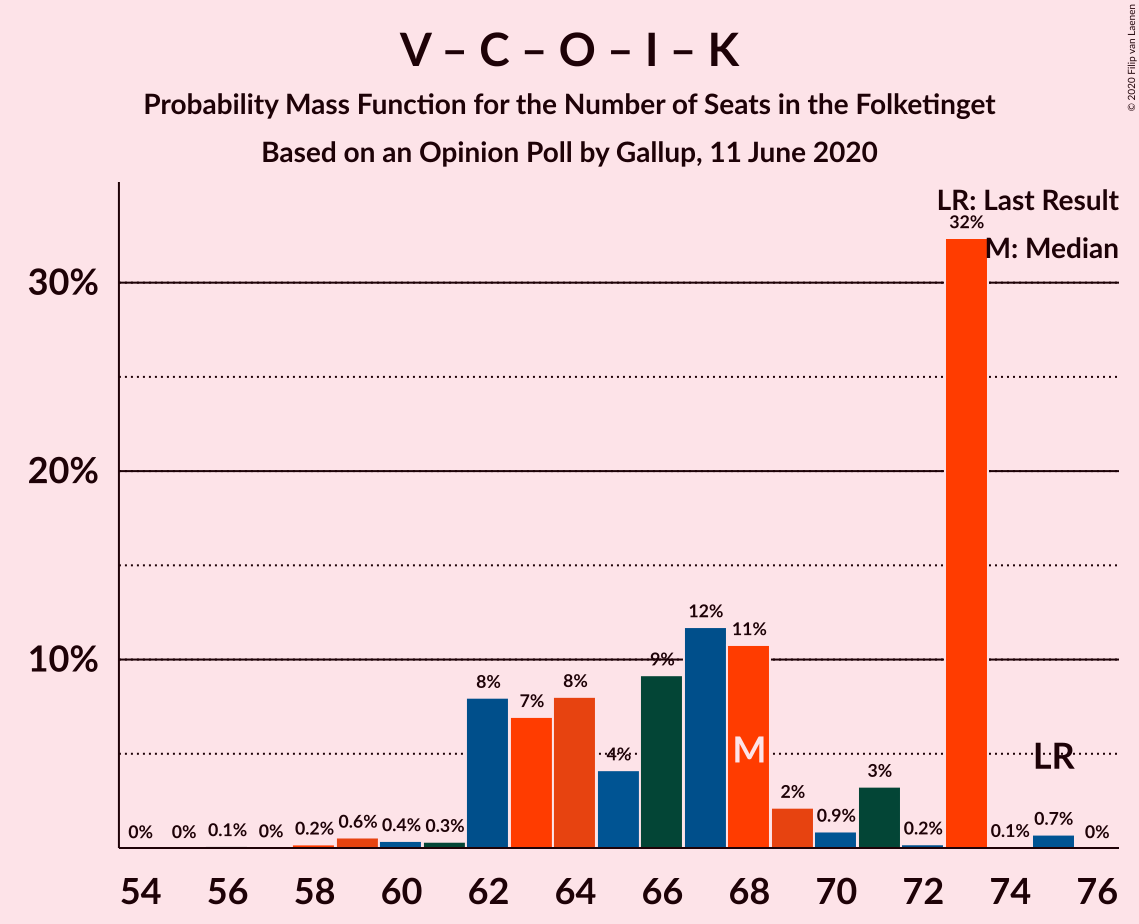 V – C – O – I – K
Probability Mass Function for the Number of Seats in the Folketinget
Based on an Opinion Poll by Gallup, 11 June 2020
© 2020 Filip van Laenen
LR: Last Result
M: Median
30%
20%
10%
0% 0% 0.1% 0% 0.2% 0.6% 0.4% 0.3% 8% 7% 8% 4% 9% 12% 11% 2% 0.9% 3% 0.2% 32% 0.1% 0.7% 0%
M
LR
54 56 58 60 62 64 66 68 70 72 74 76